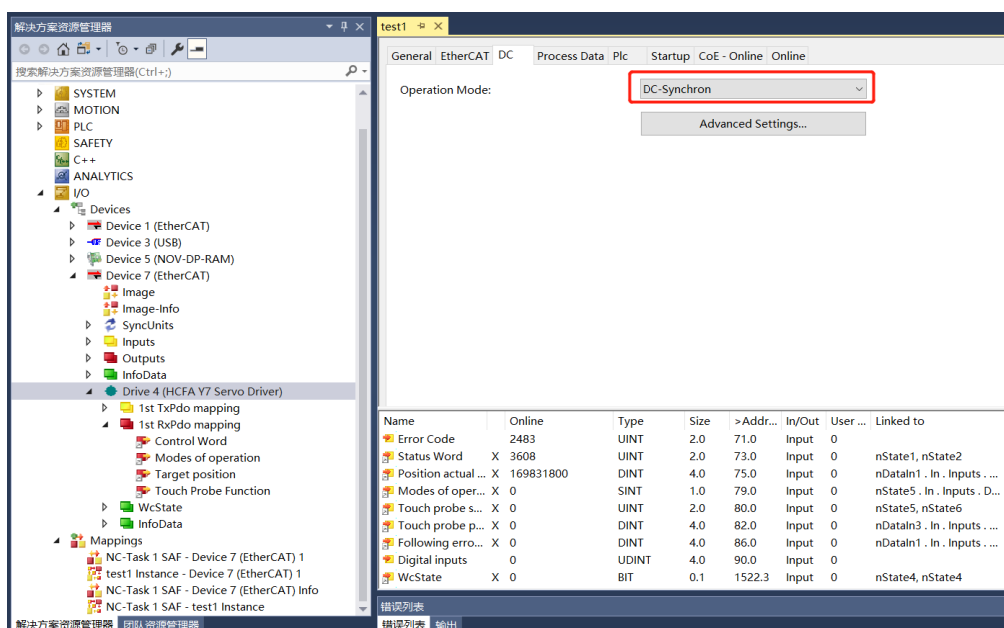 解决方案资源管理器
搜索解决方案资源管理器(Ctrl+;)
SYSTEM
MOTION
PLC
SAFETY
C++
ANALYTICS
I/O
Devices
Device 1 (EtherCAT)
Device 3 (USB)
Device 5 (NOV-DP-RAM)
Device 7 (EtherCAT)
Image
Image-Info
SyncUnits
Inputs
Outputs
InfoData
Drive 4 (HCFA Y7 Servo Driver)
1st TxPdo mapping
1st RxPdo mapping
Control Word
Modes of operation
Target position
Touch Probe Function
WcState
InfoData
Mappings
NC-Task 1 SAF - Device 7 (EtherCAT) 1
test1 Instance - Device 7 (EtherCAT) 1
NC-Task 1 SAF - Device 7 (EtherCAT) Info
NC-Task 1 SAF - test1 Instance
解决方案资源管理器 团队资源管理器
test1
General EtherCAT DC Process Data Plc Startup CoE - Online Online
Operation Mode: DC-Synchron
Advanced Settings...
Name Online Type Size >Addr... In/Out User ... Linked to
Error Code 2483 UINT 2.0 71.0 Input 0
Status Word X 3608 UINT 2.0 73.0 Input 0 nState1, nState2
Position actual ... X 169831800 DINT 4.0 75.0 Input 0 nDataIn1 . In . Inputs . ...
Modes of oper... X 0 SINT 1.0 79.0 Input 0 nState5 . In . Inputs . D...
Touch probe s... X 0 UINT 2.0 80.0 Input 0 nState5, nState6
Touch probe p... X 0 DINT 4.0 82.0 Input 0 nDataIn3 . In . Inputs . ...
Following erro... X 0 DINT 4.0 86.0 Input 0 nDataIn1 . In . Inputs . ...
Digital inputs 0 UDINT 4.0 90.0 Input 0
WcState X 0 BIT 0.1 1522.3 Input 0 nState4, nState4
错误列表
错误列表 输出